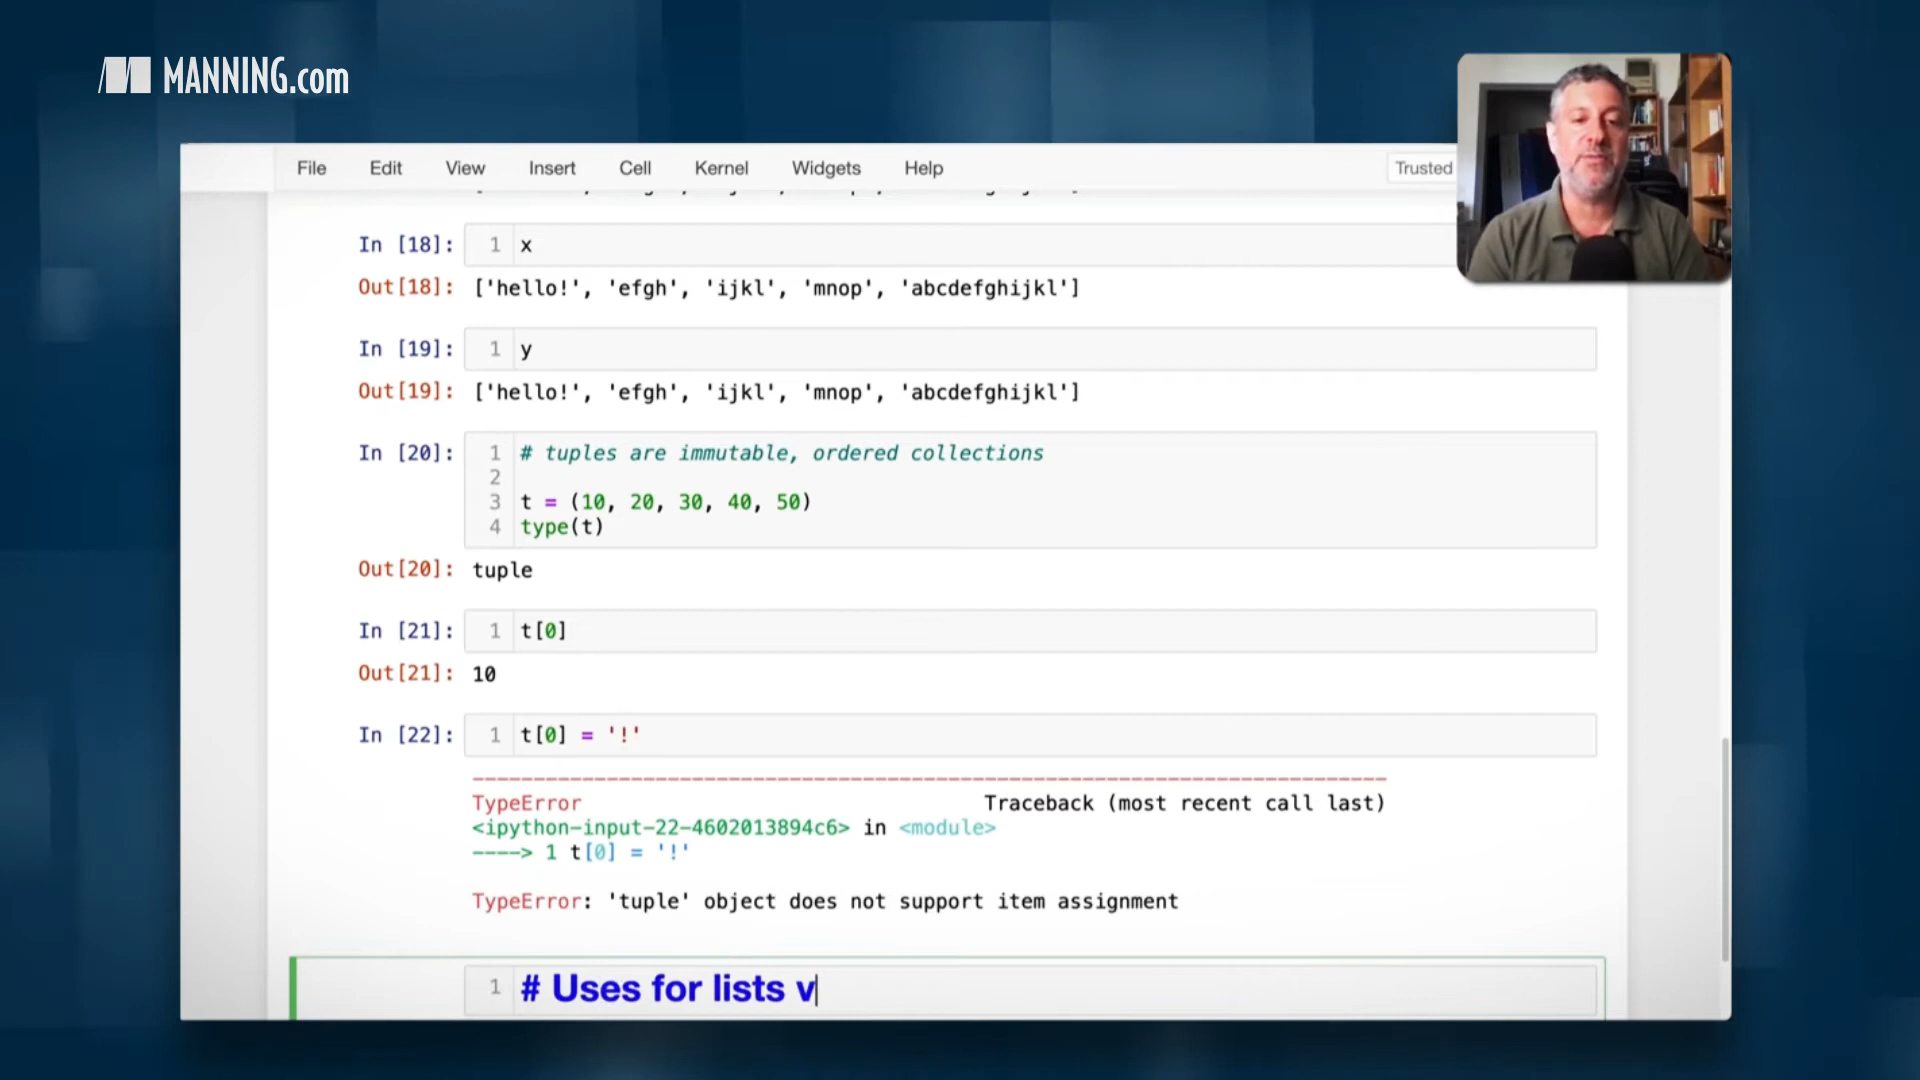 MANNING.com
File Edit View Insert Cell Kernel Widgets Help Trusted
In [18]: 1 x
Out[18]: ['hello!', 'efgh', 'ijkl', 'mnop', 'abcdefghijkl']
In [19]: 1 y
Out[19]: ['hello!', 'efgh', 'ijkl', 'mnop', 'abcdefghijkl']
In [20]: 1 # tuples are immutable, ordered collections
2
3 t = (10, 20, 30, 40, 50)
4 type(t)
Out[20]: tuple
In [21]: 1 t[0]
Out[21]: 10
In [22]: 1 t[0] = '!'
---------------------------------------------------------------------------
TypeError Traceback (most recent call last)
<ipython-input-22-4602013894c6> in <module>
----> 1 t[0] = '!'
TypeError: 'tuple' object does not support item assignment
1 # Uses for lists v